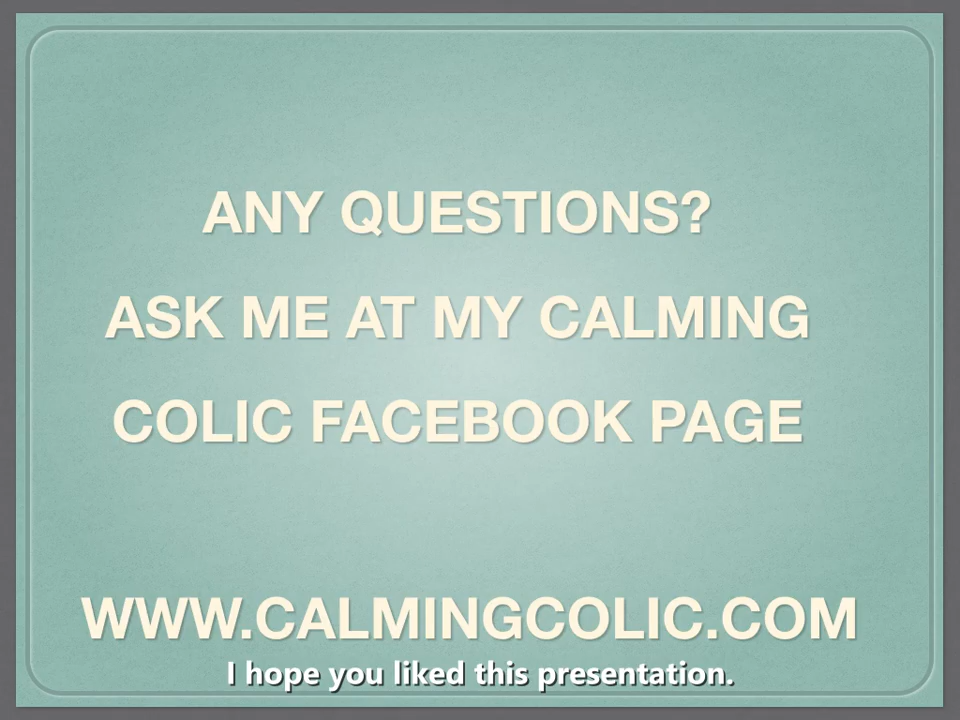 ANY QUESTIONS?
ASK ME AT MY CALMING
COLIC FACEBOOK PAGE
WWW.CALMINGCOLIC.COM
I hope you liked this presentation.